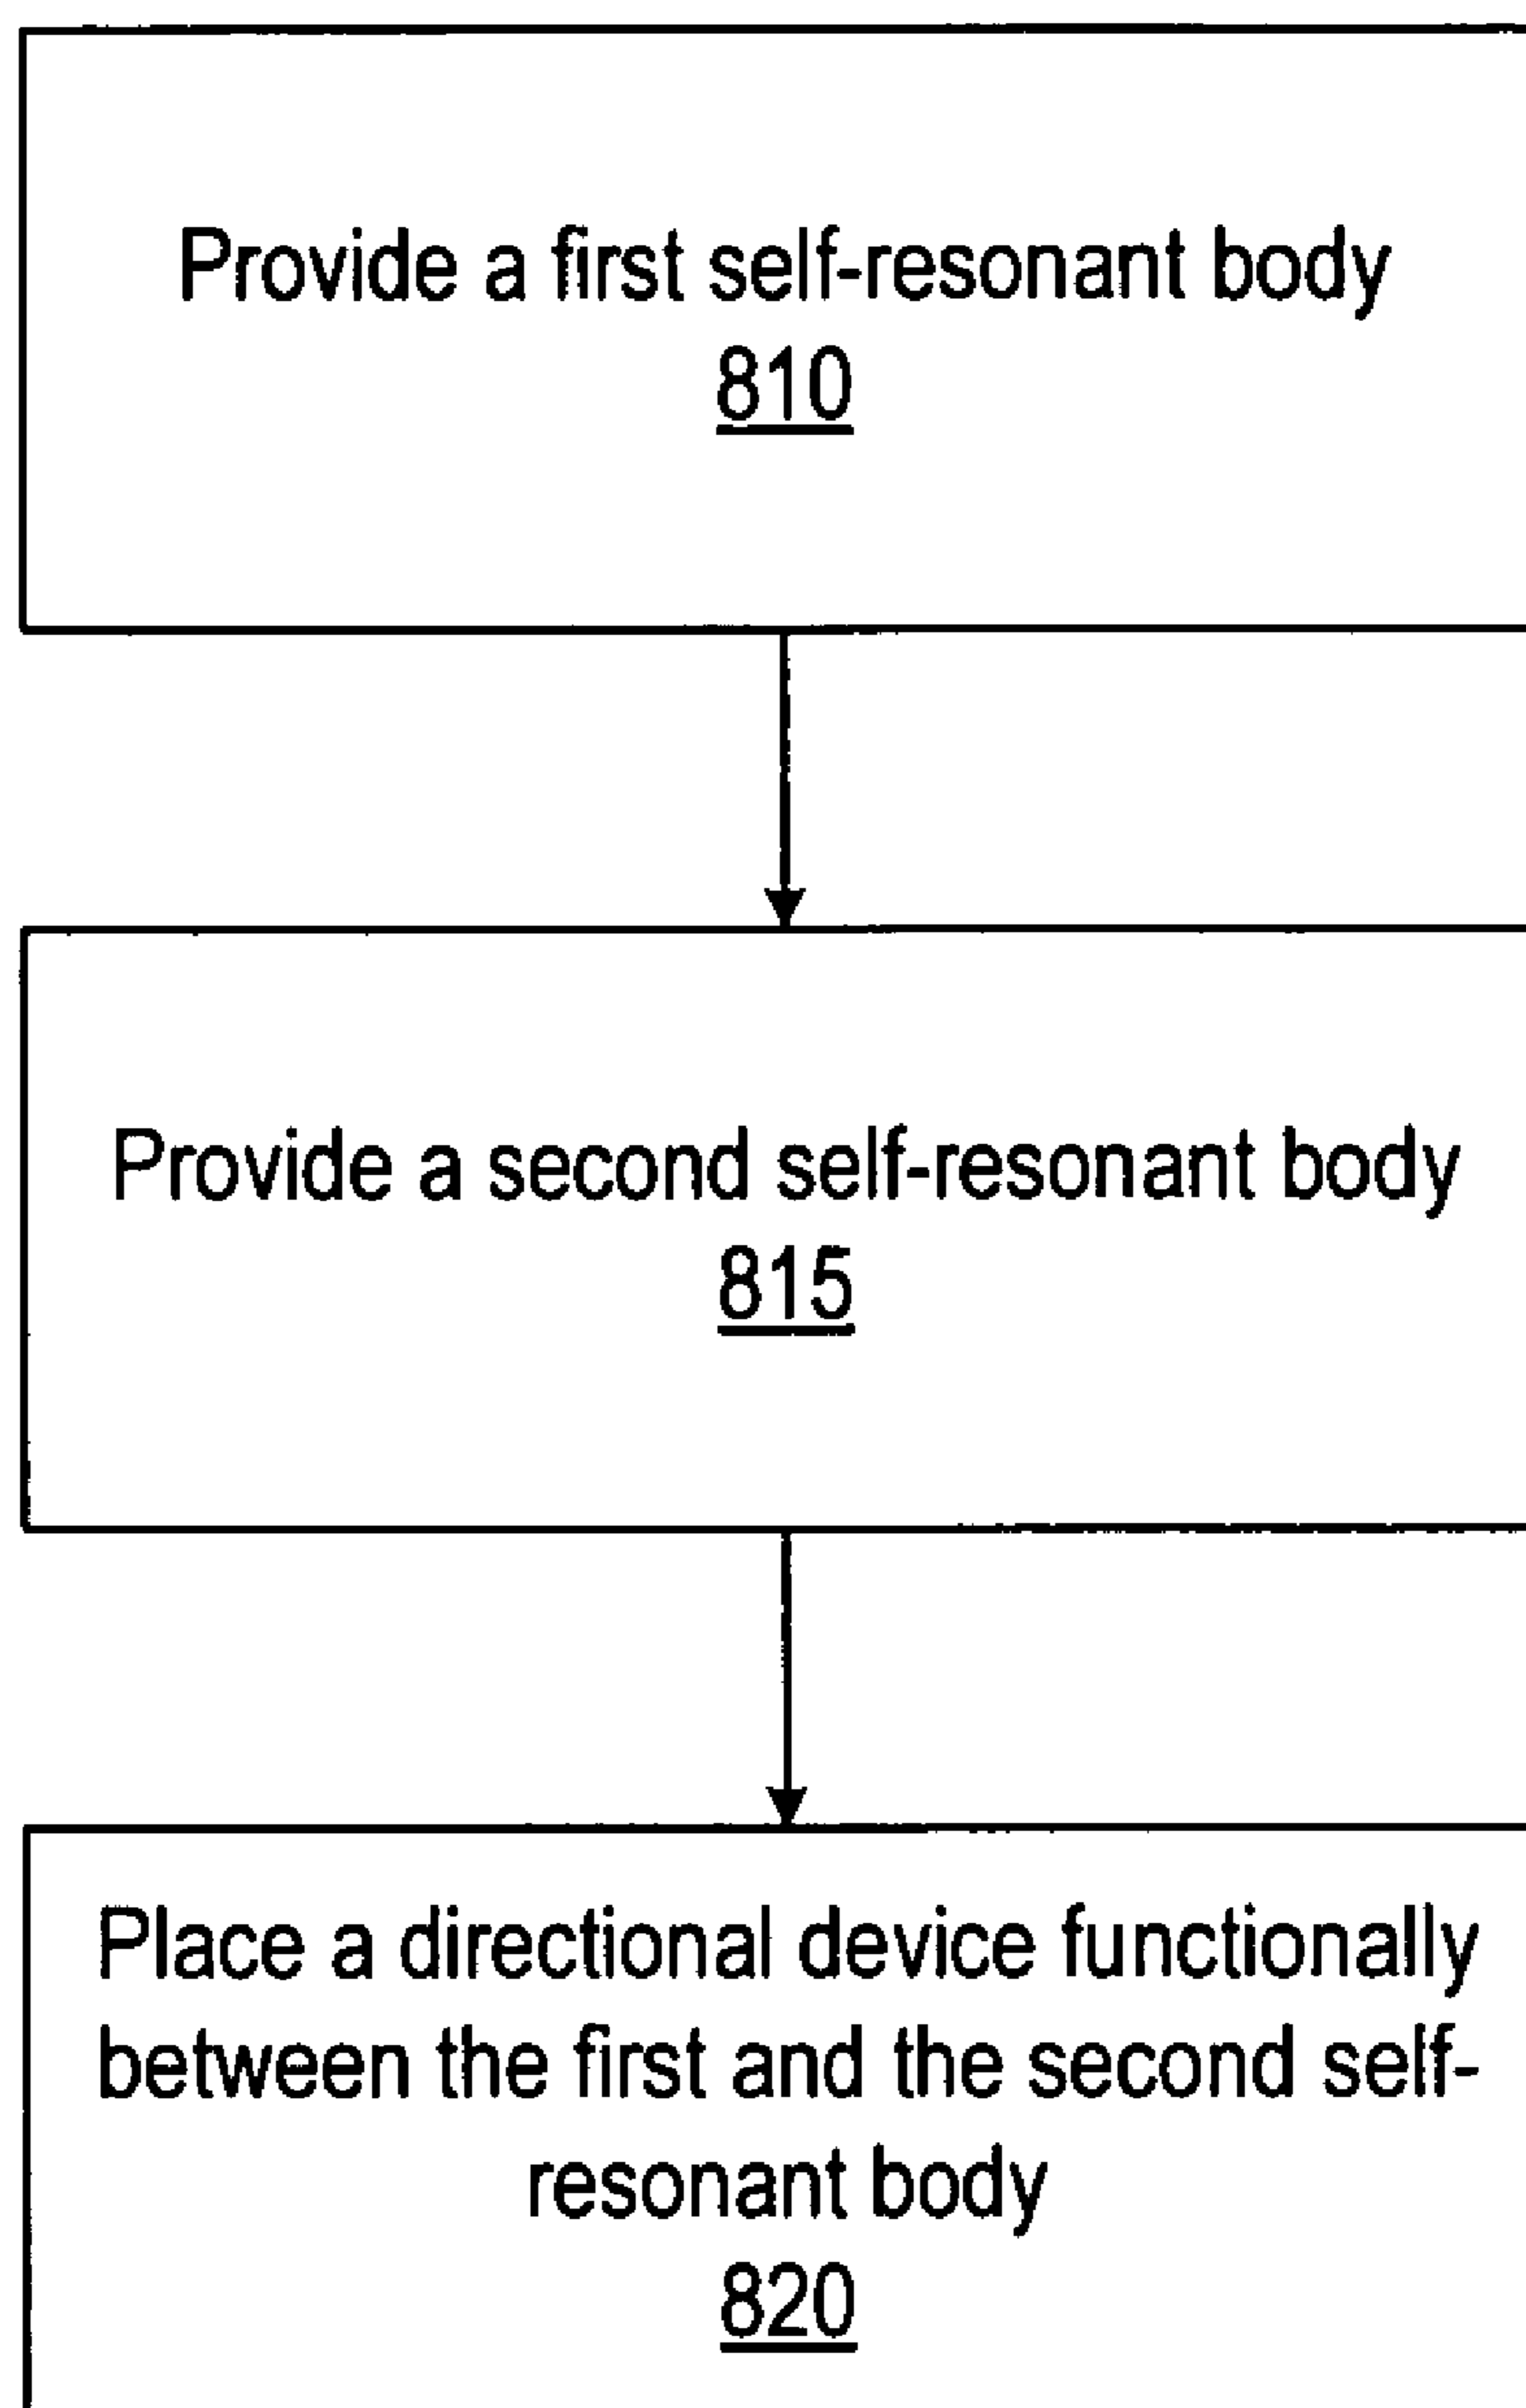 Provide a first self-resonant body
810
Provide a second self-resonant body
815
Place a directional device functionally
between the first and the second self-
resonant body
820